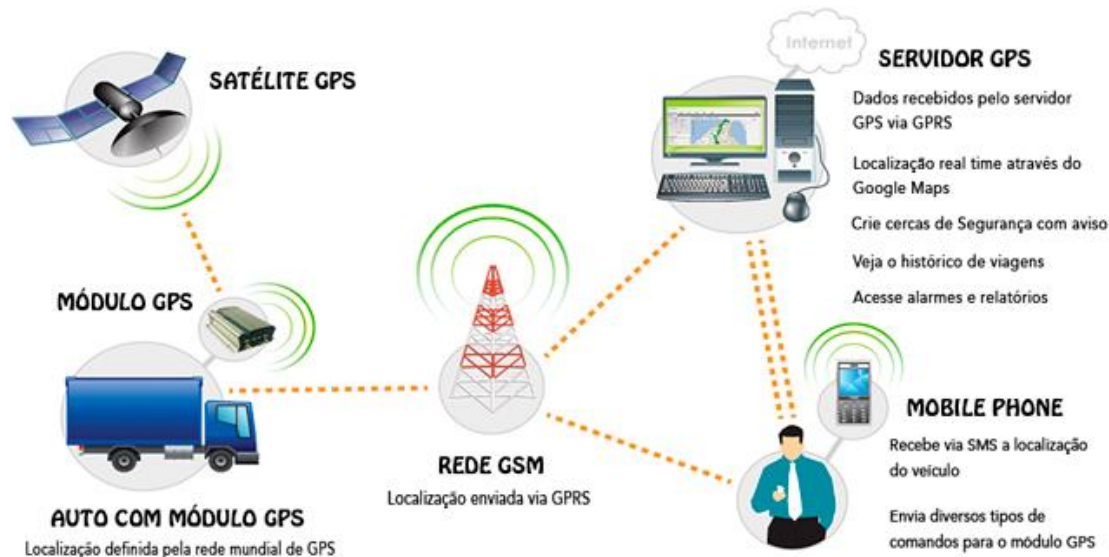 SATÉLITE GPS
MÓDULO GPS
AUTO COM MÓDULO GPS
Localização definida pela rede mundial de GPS
REDE GSM
Localização enviada via GPRS
Internet
SERVIDOR GPS
Dados recebidos pelo servidor
GPS via GPRS
Localização real time através do
Google Maps
Crie cercas de Segurança com aviso
Veja o histórico de viagens
Acesse alarmes e relatórios
MOBILE PHONE
Recebe via SMS a localização
do veículo
Envia diversos tipos de
comandos para o módulo GPS